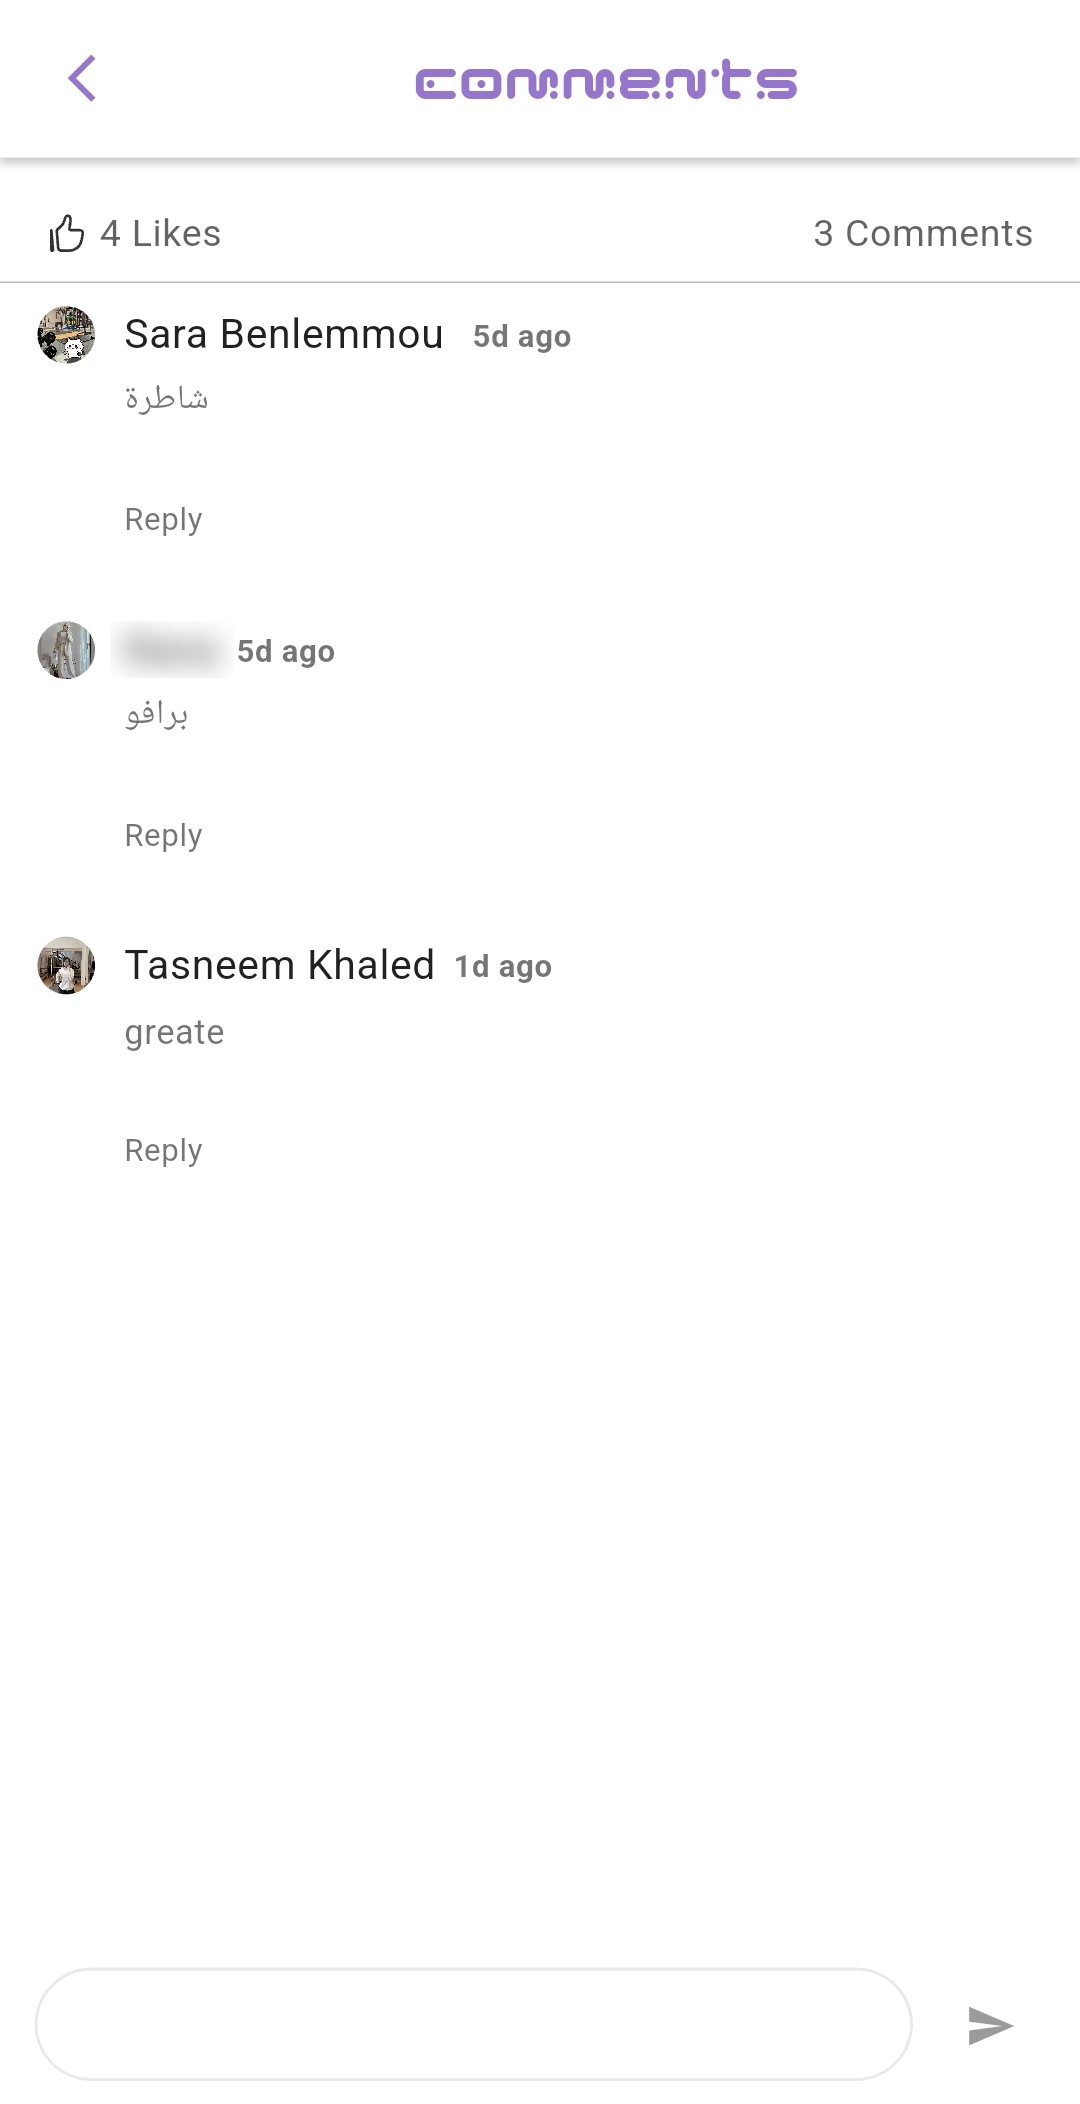 comments
4 Likes
3 Comments
Sara Benlemmou 5d ago
شاطرة
Reply
5d ago
برافو
Reply
Tasneem Khaled 1d ago
greate
Reply